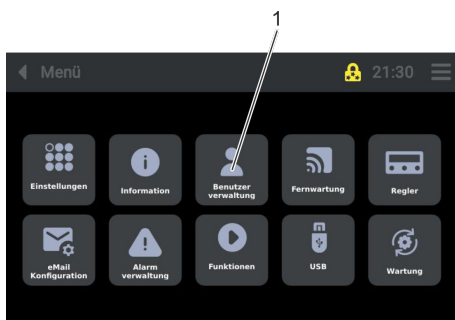 1
Menü
21:30
Einstellungen
Information
Benutzer
verwaltung
Fernwartung
Regler
eMail
Konfiguration
Alarm
verwaltung
Funktionen
USB
Wartung